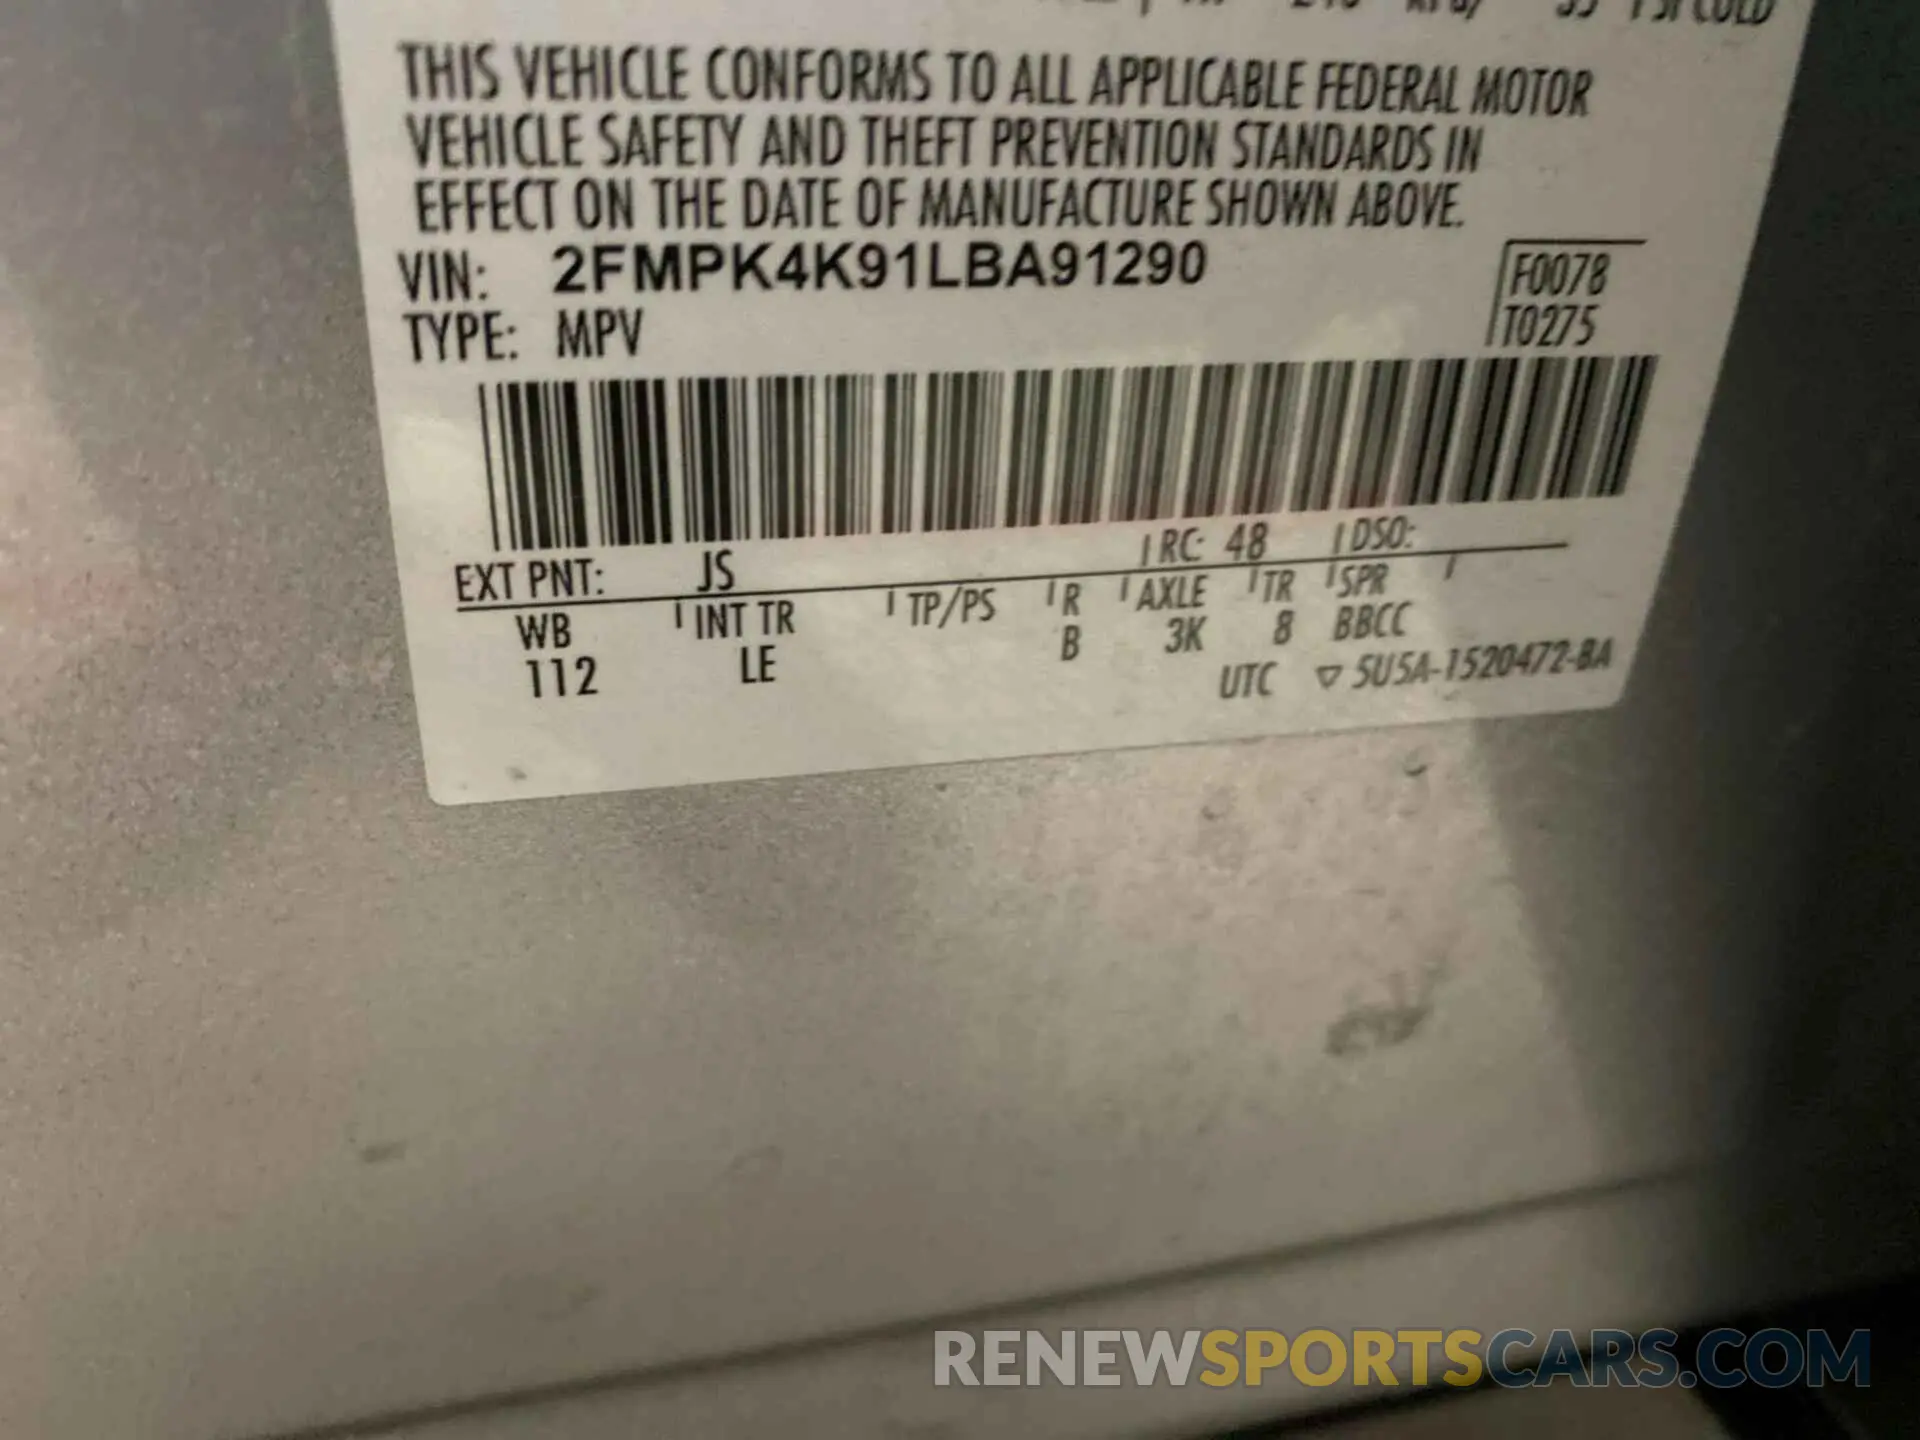 PSI COLD
THIS VEHICLE CONFORMS TO ALL APPLICABLE FEDERAL MOTOR
VEHICLE SAFETY AND THEFT PREVENTION STANDARDS IN
EFFECT ON THE DATE OF MANUFACTURE SHOWN ABOVE.
VIN: 2FMPK4K91LBA91290
F0078
TYPE: MPV
T0275
EXT PNT: JS RC: 48 DSO:
WB INT TR TP/PS R AXLE TR SPR
112 LE B 3K 8 BBCC
UTC ▽ 5U5A-1520472-BA
RENEWSPORTSCARS.COM